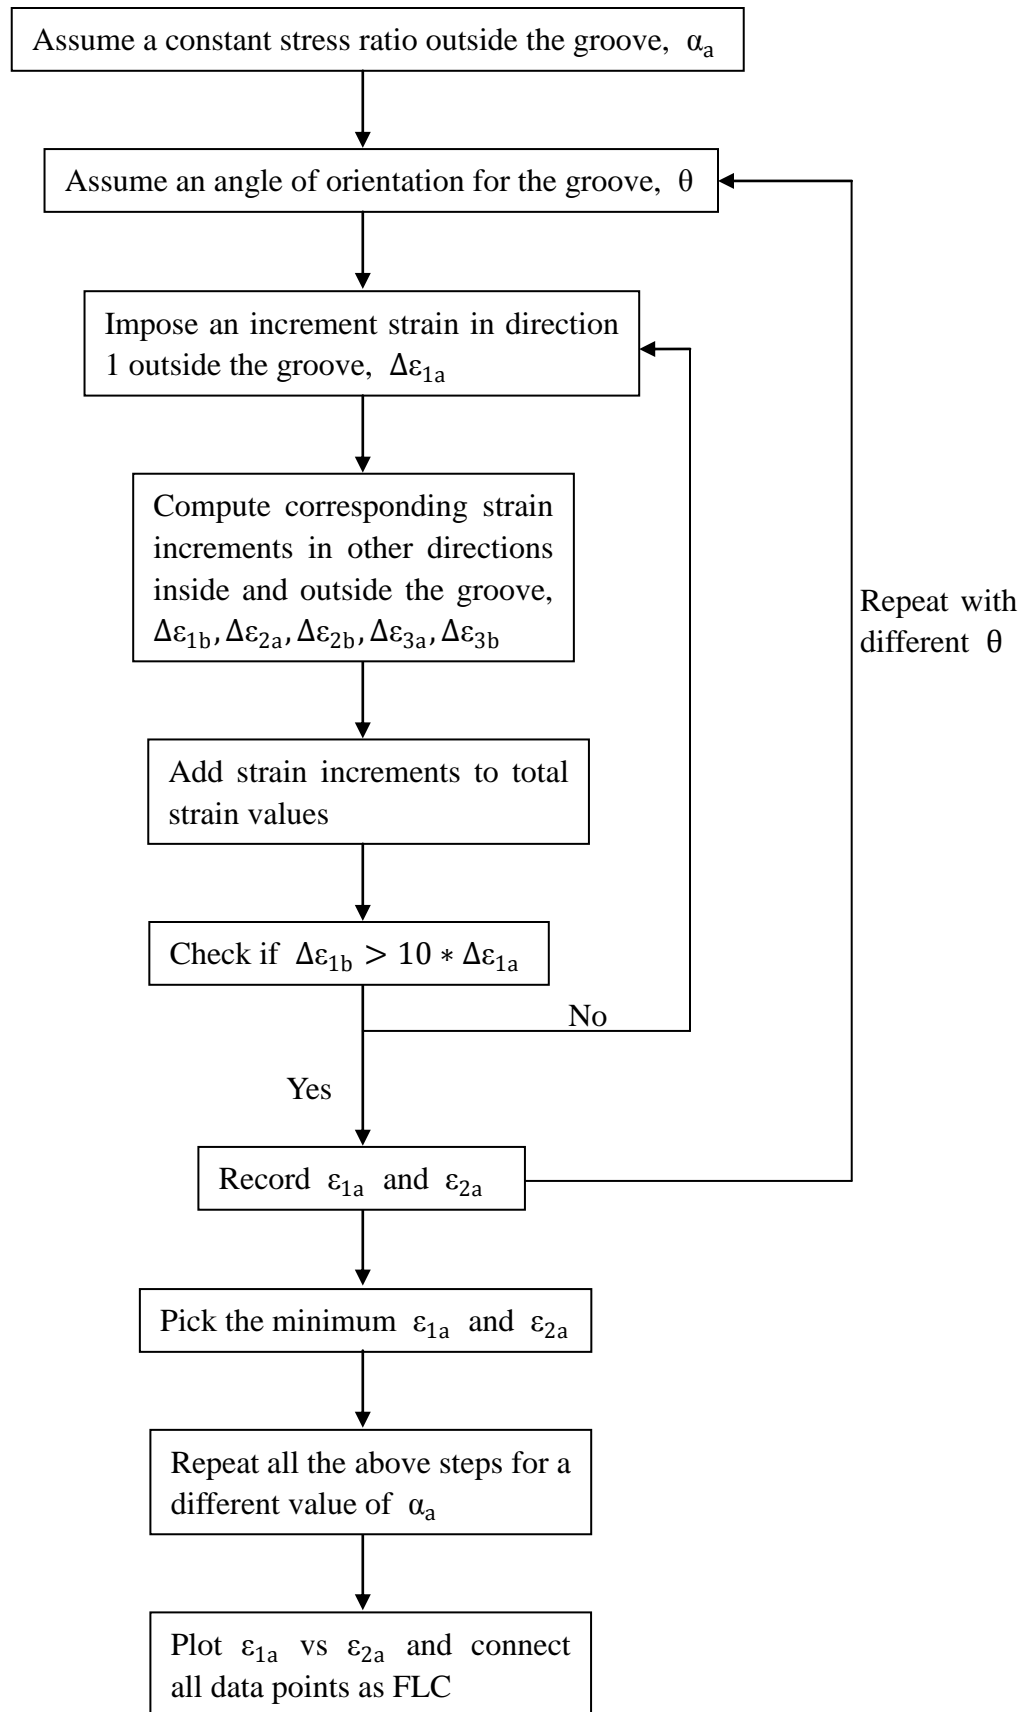 Assume a constant stress ratio outside the groove, αₐ
Assume an angle of orientation for the groove, θ
Impose an increment strain in direction
1 outside the groove, Δε₁ₐ
Compute corresponding strain
increments in other directions
inside and outside the groove,
Δε_1b, Δε_2a, Δε_2b, Δε_3a, Δε_3b
Repeat with
different θ
Add strain increments to total
strain values
Check if Δε_1b > 10 * Δε_1a
No
Yes
Record ε_1a and ε_2a
Pick the minimum ε_1a and ε_2a
Repeat all the above steps for a
different value of αₐ
Plot ε_1a vs ε_2a and connect
all data points as FLC